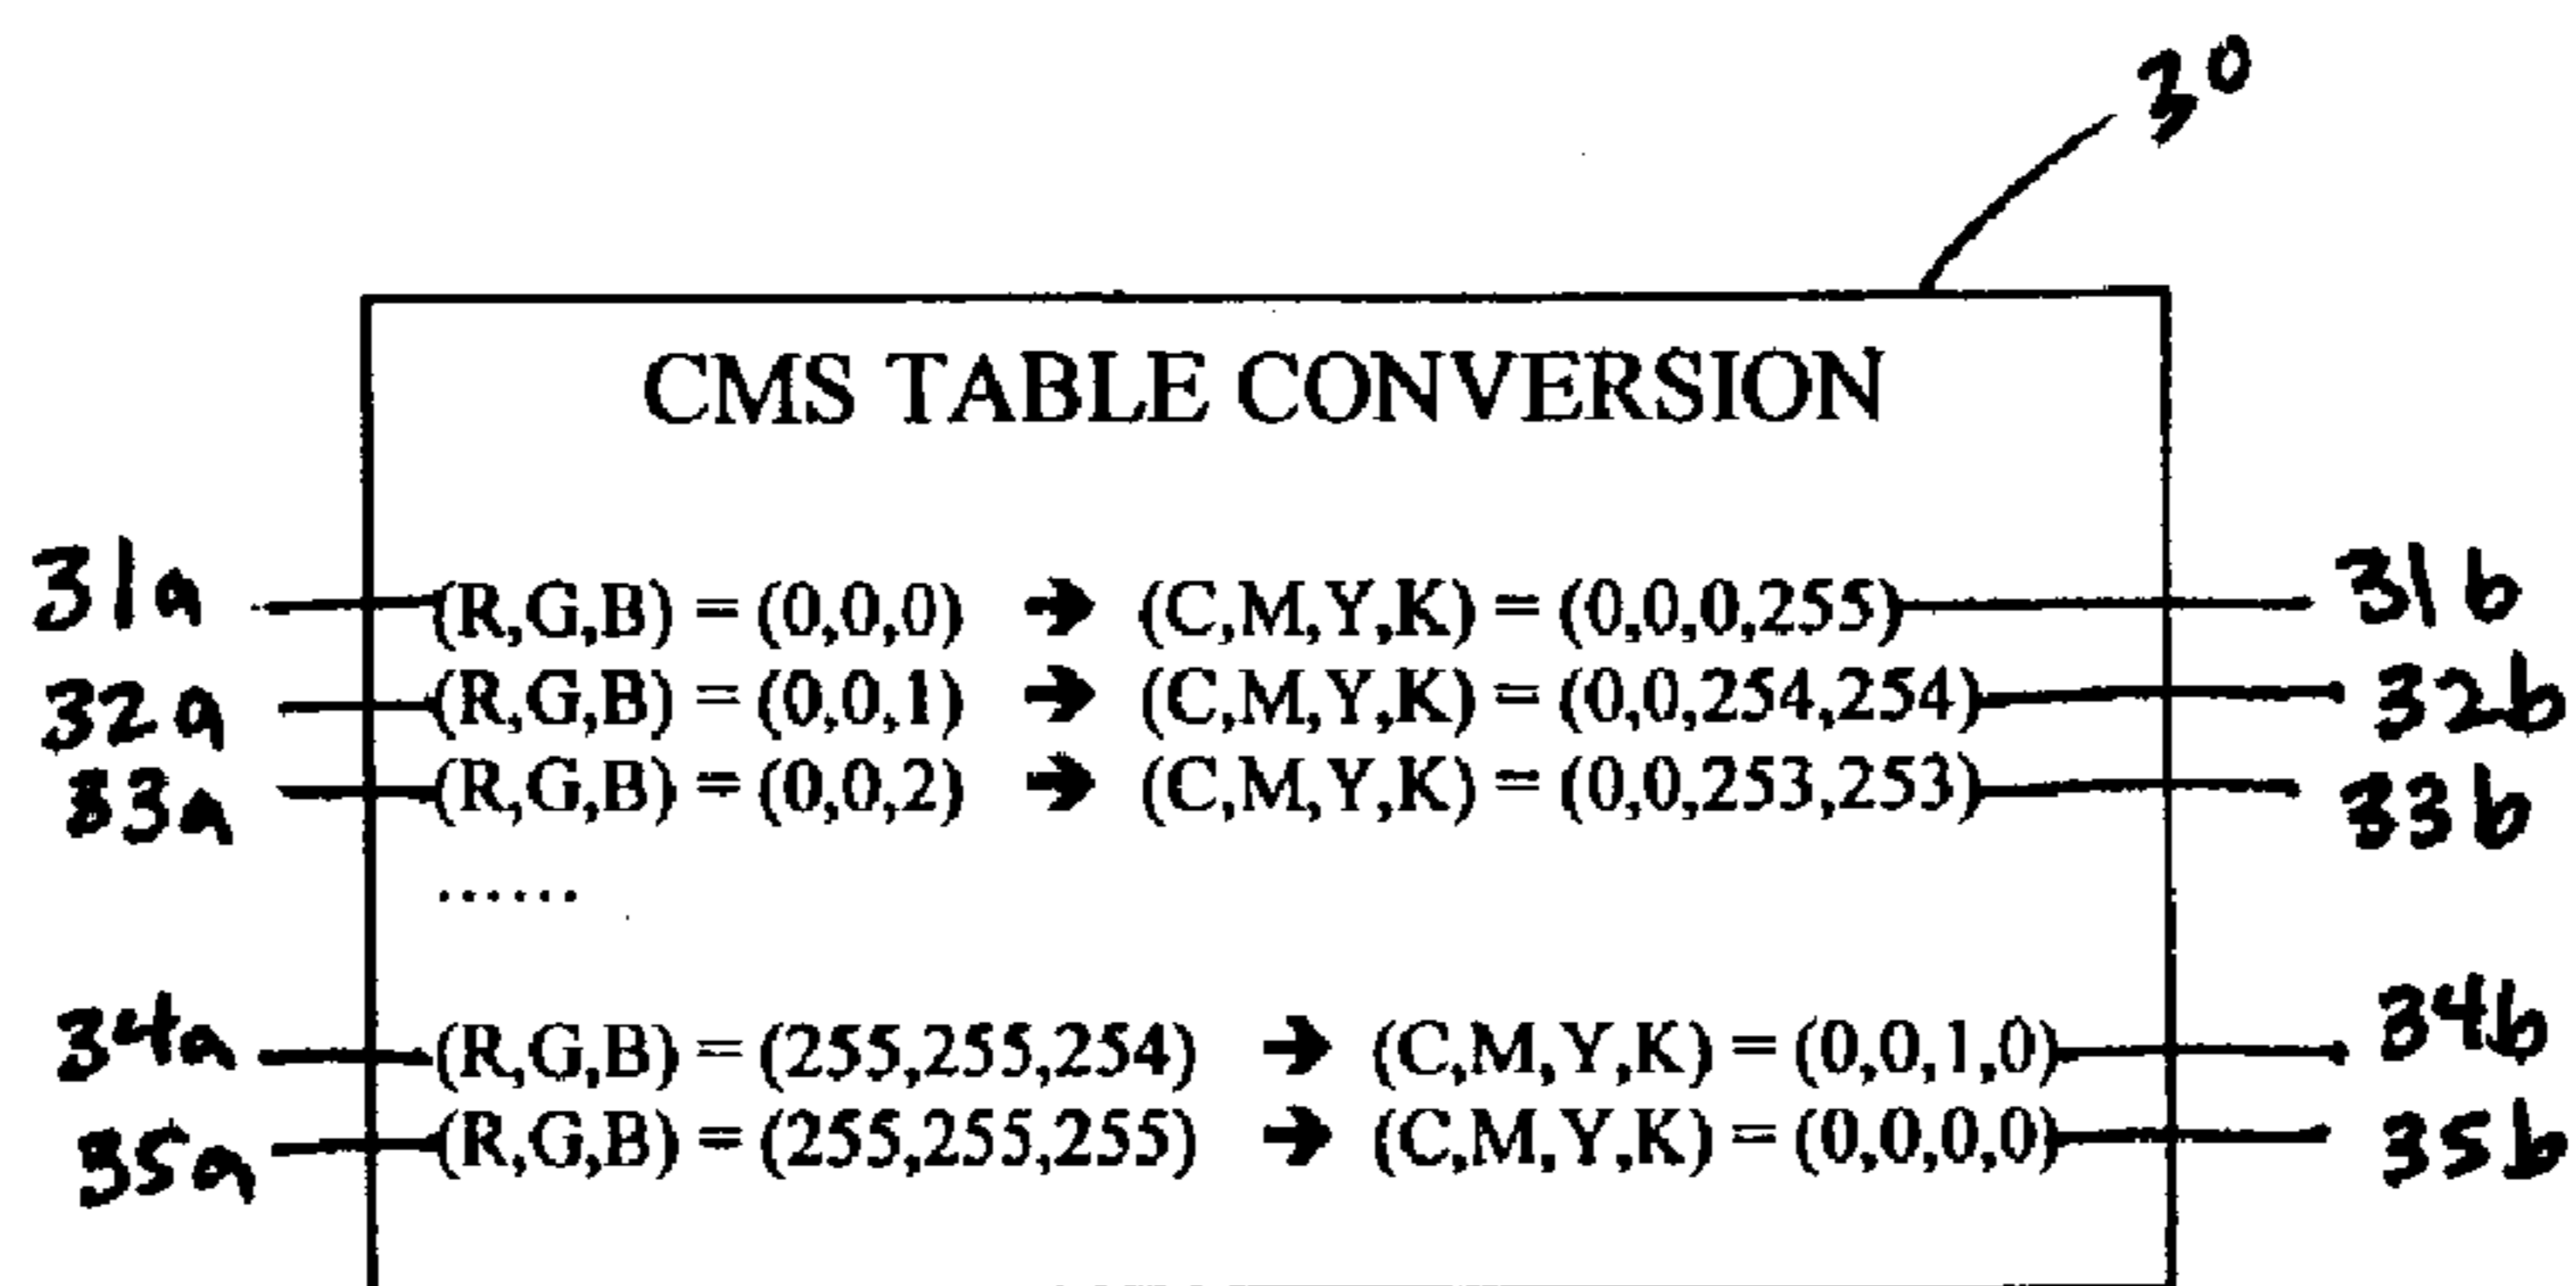 30
CMS TABLE CONVERSION
31a (R,G,B) = (0,0,0) ➔ (C,M,Y,K) = (0,0,0,255) 31b
32a (R,G,B) = (0,0,1) ➔ (C,M,Y,K) = (0,0,254,254) 32b
33a (R,G,B) = (0,0,2) ➔ (C,M,Y,K) = (0,0,253,253) 33b
......
34a (R,G,B) = (255,255,254) ➔ (C,M,Y,K) = (0,0,1,0) 34b
35a (R,G,B) = (255,255,255) ➔ (C,M,Y,K) = (0,0,0,0) 35b